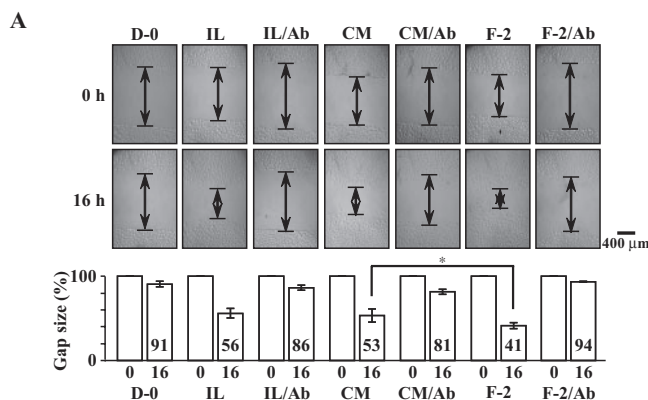 A
D-0 IL IL/Ab CM CM/Ab F-2 F-2/Ab
0 h
16 h
400 μm
*
Gap size (%)
100
0
91 56 86 53 81 41 94
0 16 0 16 0 16 0 16 0 16 0 16 0 16
D-0 IL IL/Ab CM CM/Ab F-2 F-2/Ab